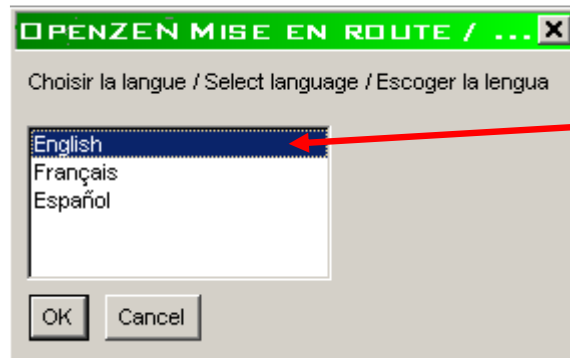 OPENZEN MISE EN ROUTE / ...
Choisir la langue / Select language / Escoger la lengua
English
Français
Español
OK
Cancel